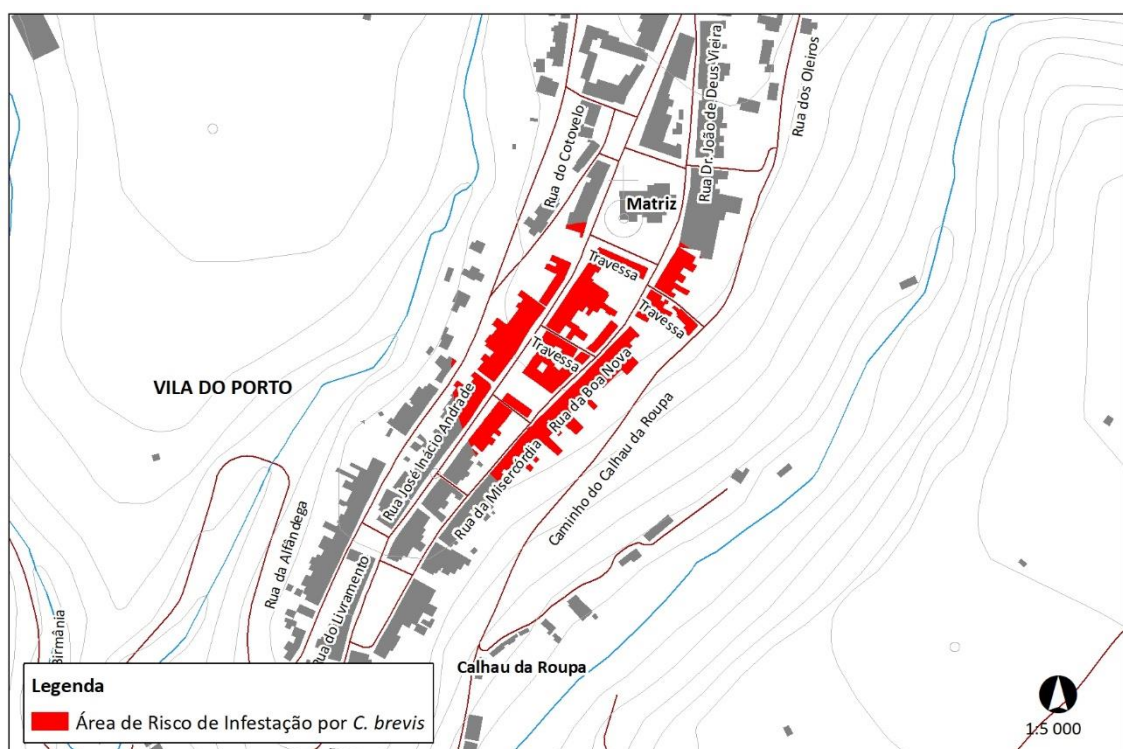 Rua Dr. João de Deus Vieira
Rua dos Oleiros
Rua do Cotovelo
Matriz
Travessa
Travessa
Travessa
VILA DO PORTO
Rua da Boa Nova
Rua José Inácio Andrade
Caminho do Calhau da Roupa
Rua da Misercórdia
Rua da Alfândega
Rua do Livramento
Birmânia
Calhau da Roupa
Legenda
Área de Risco de Infestação por C. brevis
1:5 000